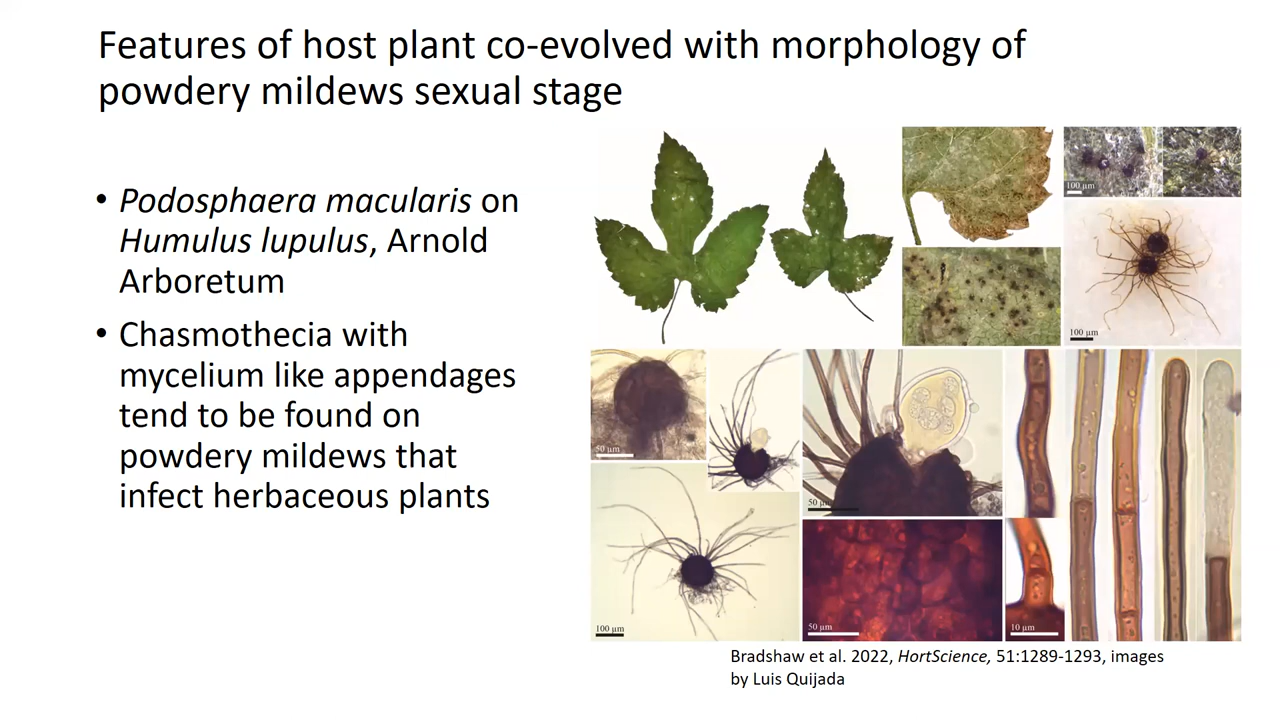 Features of host plant co-evolved with morphology of
powdery mildews sexual stage
• Podosphaera macularis on
Humulus lupulus, Arnold
Arboretum
• Chasmothecia with
mycelium like appendages
tend to be found on
powdery mildews that
infect herbaceous plants
100 µm
100 µm
50 µm
50 µm
100 µm
50 µm
10 µm
Bradshaw et al. 2022, HortScience, 51:1289-1293, images
by Luis Quijada